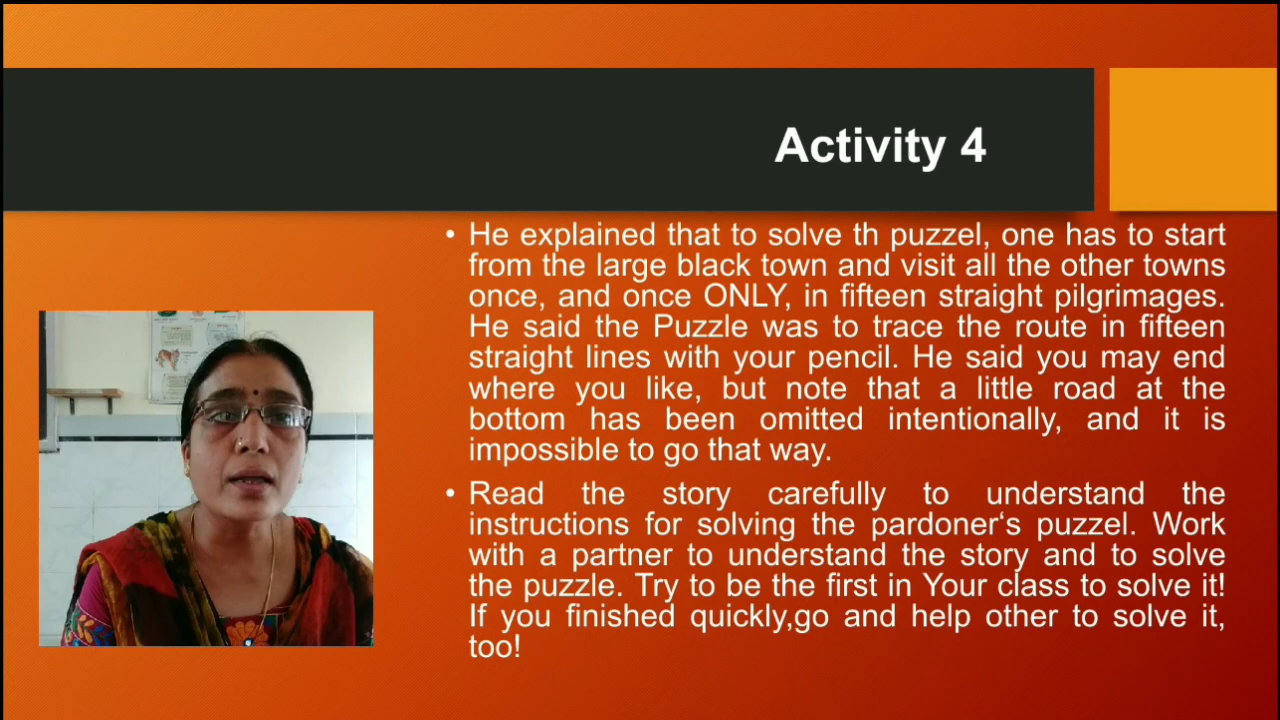 Activity 4
• He explained that to solve th puzzel, one has to start
from the large black town and visit all the other towns
once, and once ONLY, in fifteen straight pilgrimages.
He said the Puzzle was to trace the route in fifteen
straight lines with your pencil. He said you may end
where you like, but note that a little road at the
bottom has been omitted intentionally, and it is
impossible to go that way.
• Read the story carefully to understand the
instructions for solving the pardoner‘s puzzel. Work
with a partner to understand the story and to solve
the puzzle. Try to be the first in Your class to solve it!
If you finished quickly,go and help other to solve it,
too!